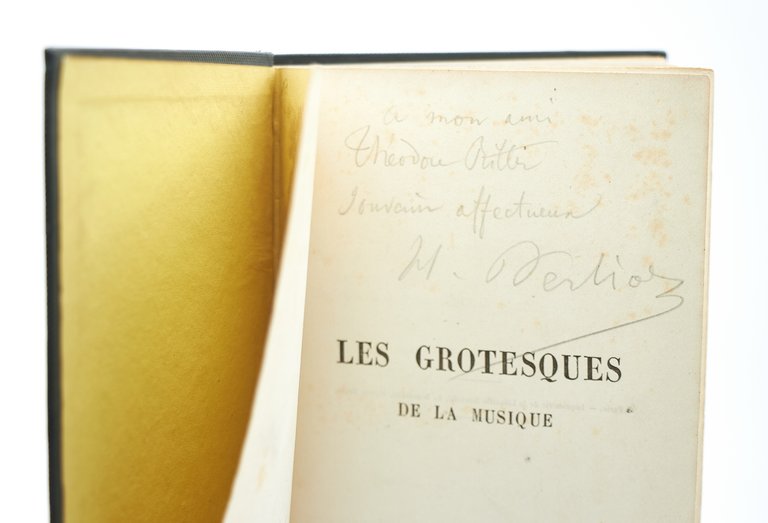 a mon ami
Théodore Ritter
Souvenir affectueux
H. Berlioz
LES GROTESQUES
DE LA MUSIQUE